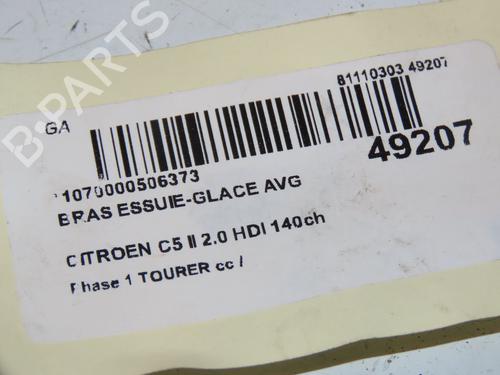 B-PARTS
GA
81110303 49207
49207
1070000506373
BRAS ESSUIE-GLACE AVG
CITROEN C5 II 2.0 HDI 140ch
Phase 1 TOURER cc /